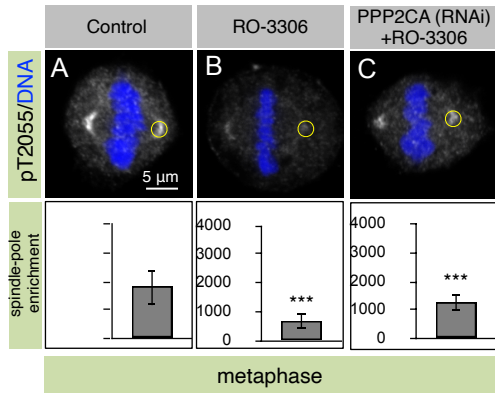 Control
RO-3306
PPP2CA (RNAi)
+RO-3306
pT2055/DNA
A
B
C
5 µm
spindle-pole
enrichment
4000
3000
2000
1000
0
***
4000
3000
2000
1000
0
***
metaphase